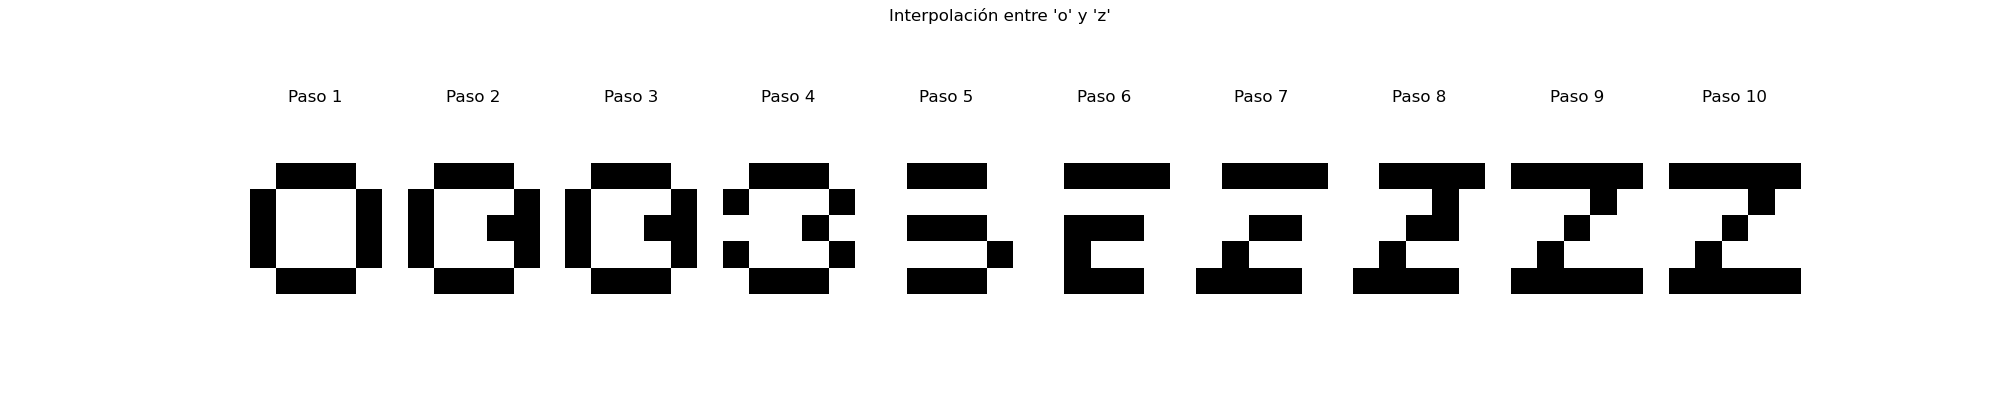 Interpolación entre 'o' y 'z'
Paso 1 Paso 2 Paso 3 Paso 4 Paso 5 Paso 6 Paso 7 Paso 8 Paso 9 Paso 10